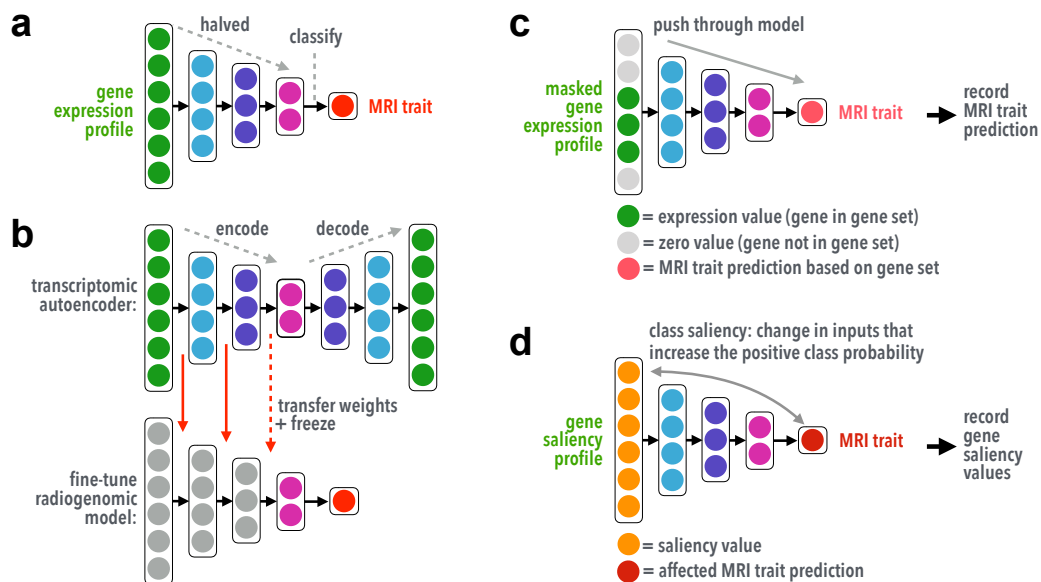 a
halved
classify
gene
expression
profile
MRI trait
b
encode
decode
transcriptomic
autoencoder:
transfer weights
+ freeze
fine-tune
radiogenomic
model:
c
push through model
masked
gene
expression
profile
MRI trait
record
MRI trait
prediction
= expression value (gene in gene set)
= zero value (gene not in gene set)
= MRI trait prediction based on gene set
d
class saliency: change in inputs that
increase the positive class probability
gene
saliency
profile
MRI trait
record
gene
saliency
values
= saliency value
= affected MRI trait prediction